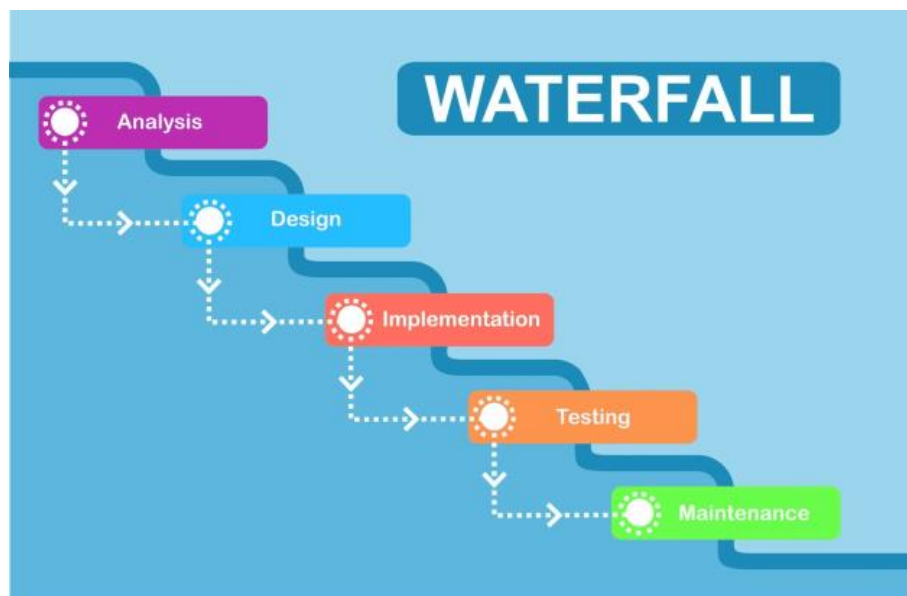 WATERFALL
Analysis
Design
Implementation
Testing
Maintenance